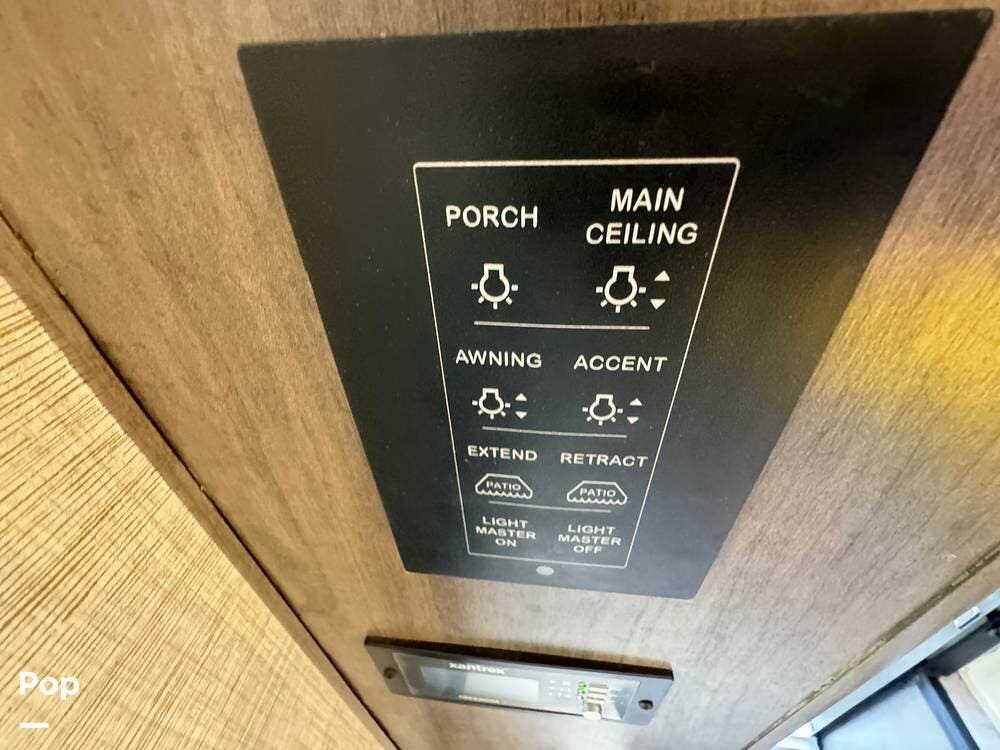 PORCH
MAIN
CEILING
AWNING
ACCENT
EXTEND
RETRACT
PATIO
PATIO
LIGHT
MASTER
ON
LIGHT
MASTER
OFF
xantrex
Pop